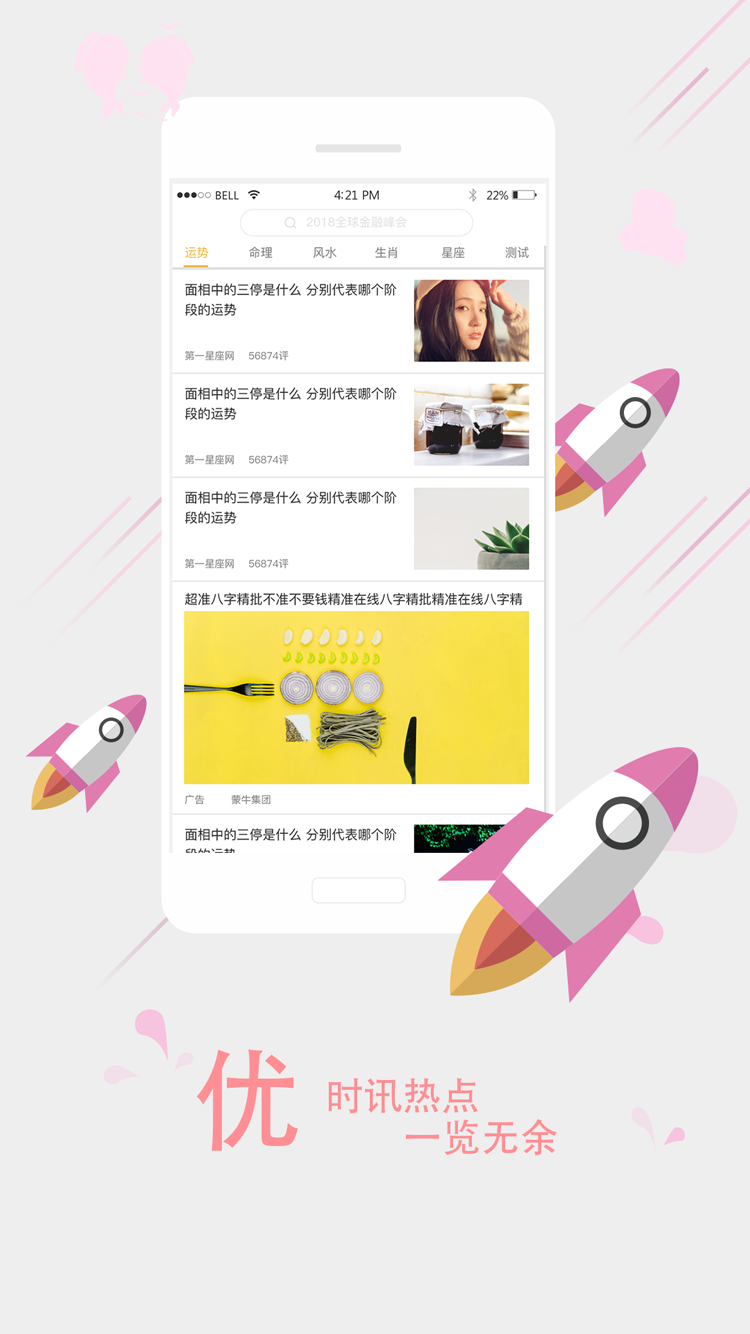 BELL 4:21 PM 22%
2018全球金融峰会
运势 命理 风水 生肖 星座 测试
面相中的三停是什么 分别代表哪个阶
段的运势
第一星座网 56874评
面相中的三停是什么 分别代表哪个阶
段的运势
第一星座网 56874评
面相中的三停是什么 分别代表哪个阶
段的运势
第一星座网 56874评
超准八字精批不准不要钱精准在线八字精批精准在线八字精
广告 蒙牛集团
面相中的三停是什么 分别代表哪个阶
段的运势
优 时讯热点
一览无余